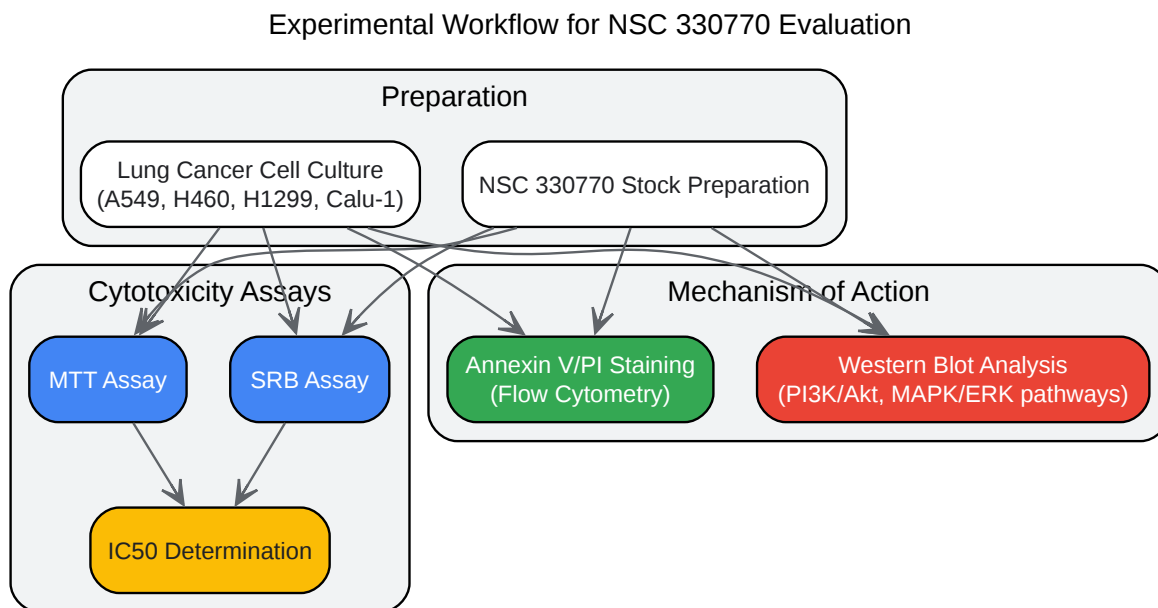 Experimental Workflow for NSC 330770 Evaluation
Preparation
Lung Cancer Cell Culture
(A549, H460, H1299, Calu-1)
NSC 330770 Stock Preparation
Cytotoxicity Assays
Mechanism of Action
MTT Assay
SRB Assay
Annexin V/PI Staining
(Flow Cytometry)
Western Blot Analysis
(PI3K/Akt, MAPK/ERK pathways)
IC50 Determination